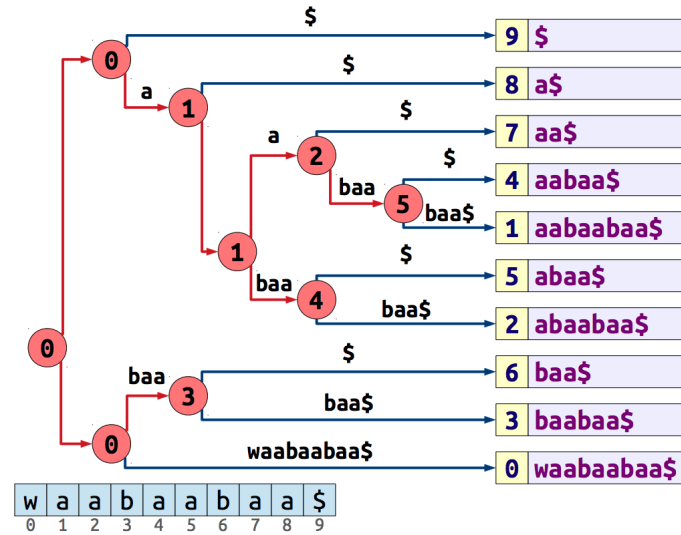 $
0 9 $
a $
1 8 a$
a $
2 7 aa$
baa $
5 4 aabaa$
baa$
1 aabaabaa$
1
baa $
4 5 abaa$
baa$
2 abaabaa$
0
baa $
3 6 baa$
baa$
3 baabaa$
0 waabaabaa$
0 waabaabaa$
w a a b a a b a a $
0 1 2 3 4 5 6 7 8 9